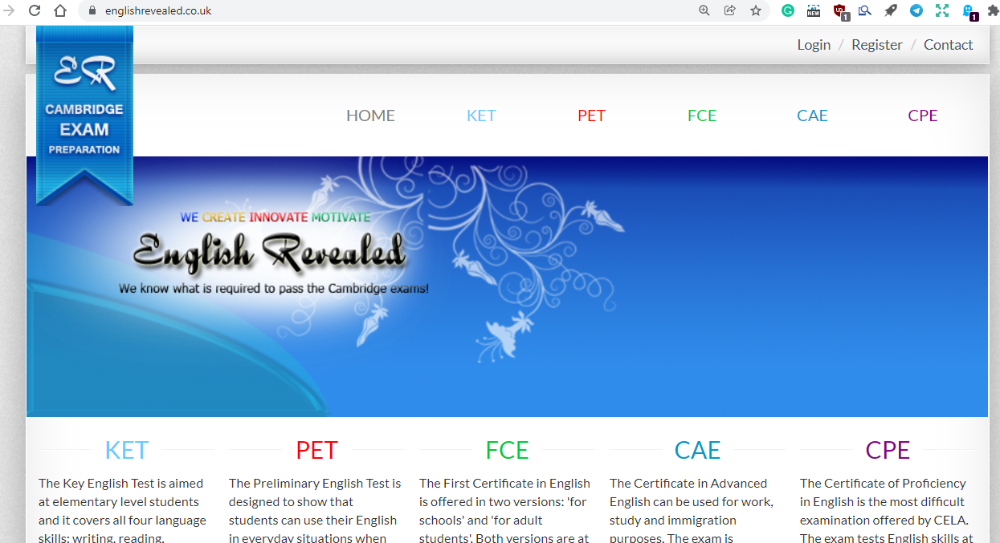 englishrevealed.co.uk
NEW
1
1
Login / Register / Contact
ER
CAMBRIDGE
EXAM
PREPARATION
HOME KET PET FCE CAE CPE
WE CREATE INNOVATE MOTIVATE
English Revealed
We know what is required to pass the Cambridge exams!
KET
The Key English Test is aimed
at elementary level students
and it covers all four language
skills: writing, reading,
PET
The Preliminary English Test is
designed to show that
students can use their English
in everyday situations when
FCE
The First Certificate in English
is offered in two versions: 'for
schools' and 'for adult
students'. Both versions are at
CAE
The Certificate in Advanced
English can be used for work,
study and immigration
purposes. The exam is
CPE
The Certificate of Proficiency
in English is the most difficult
examination offered by CELA.
The exam tests English skills at